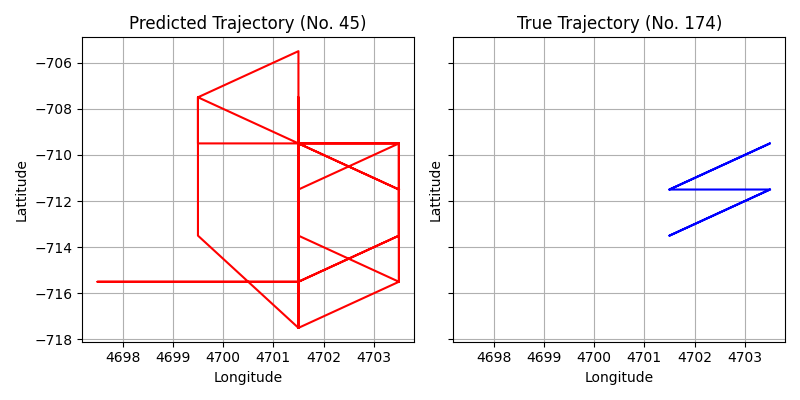 Predicted Trajectory (No. 45)
True Trajectory (No. 174)
−706
−708
−710
−712
−714
−716
−718
Lattitude
Lattitude
4698 4699 4700 4701 4702 4703
4698 4699 4700 4701 4702 4703
Longitude
Longitude